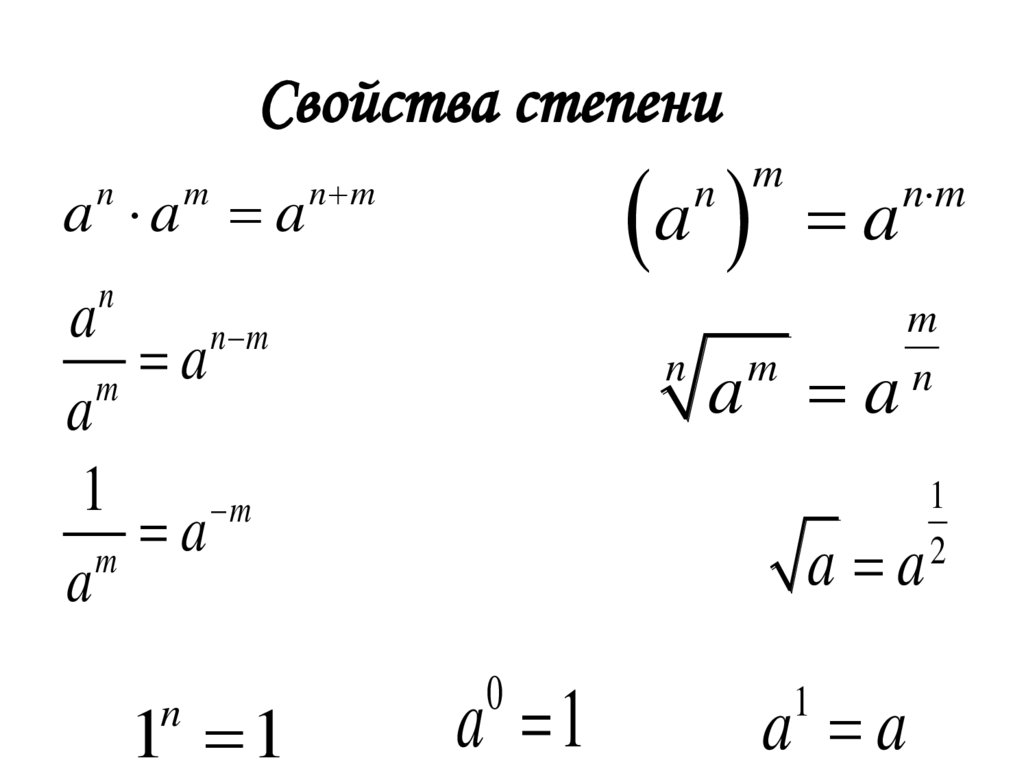 Свойства степени
aⁿ · aᵐ = aⁿ⁺ᵐ
(aⁿ)ᵐ = aⁿ·ᵐ
aⁿ/aᵐ = aⁿ⁻ᵐ
ⁿ√aᵐ = a^(m/n)
1/aᵐ = a⁻ᵐ
√a = a^(1/2)
1ⁿ = 1
a⁰ = 1
a¹ = a